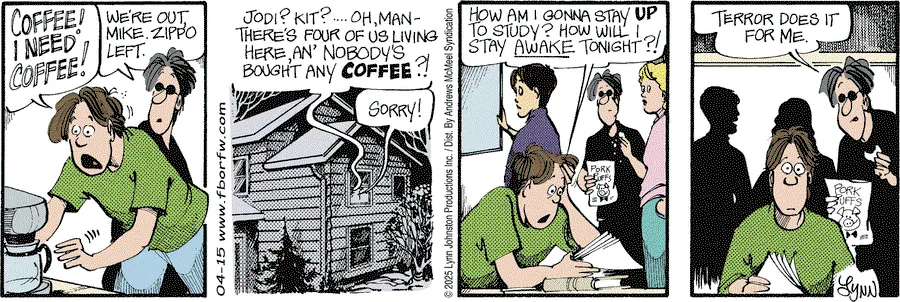 COFFEE!
I NEED
COFFEE!
WE'RE OUT,
MIKE. ZIPPO
LEFT.
04-15 www.fborfw.com
JODI? KIT? .... OH, MAN-
THERE'S FOUR OF US LIVING
HERE, AN' NOBODY'S
BOUGHT ANY COFFEE?!
SORRY!
© 2025 Lynn Johnston Productions Inc. / Dist. By Andrews McMeel Syndication
HOW AM I GONNA STAY UP
TO STUDY? HOW WILL I
STAY AWAKE TONIGHT?!
PORK
UFFS
TERROR DOES IT
FOR ME.
PORK
PUFFS
LYNN